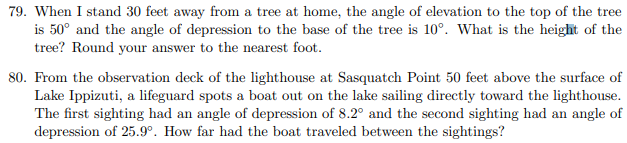 79. When I stand 30 feet away from a tree at home, the angle of elevation to the top of the tree
is 50° and the angle of depression to the base of the tree is 10°. What is the height of the
tree? Round your answer to the nearest foot.
80. From the observation deck of the lighthouse at Sasquatch Point 50 feet above the surface of
Lake Ippizuti, a lifeguard spots a boat out on the lake sailing directly toward the lighthouse.
The first sighting had an angle of depression of 8.2° and the second sighting had an angle of
depression of 25.9°. How far had the boat traveled between the sightings?